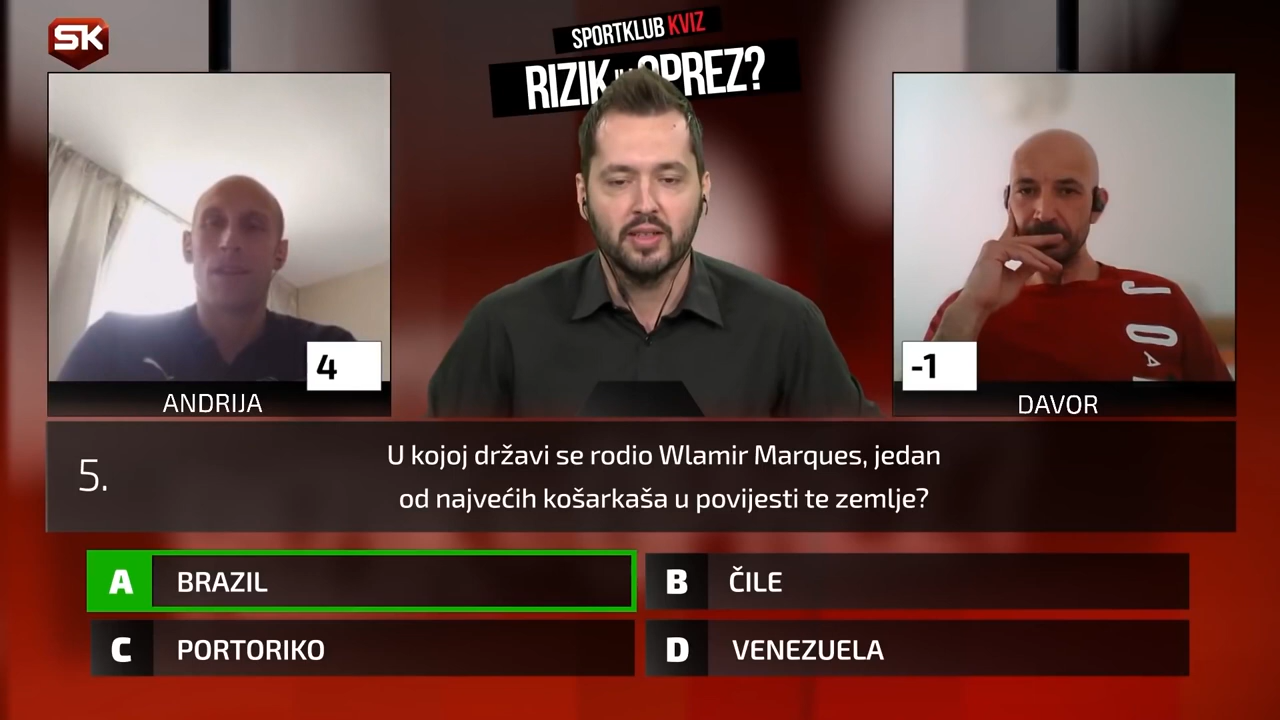 SK
SPORTKLUB KVIZ
RIZIK OPREZ?
4
-1
ANDRIJA
DAVOR
5.
U kojoj državi se rodio Wlamir Marques, jedan
od najvećih košarkaša u povijesti te zemlje?
A BRAZIL
B ČILE
C PORTORIKO
D VENEZUELA